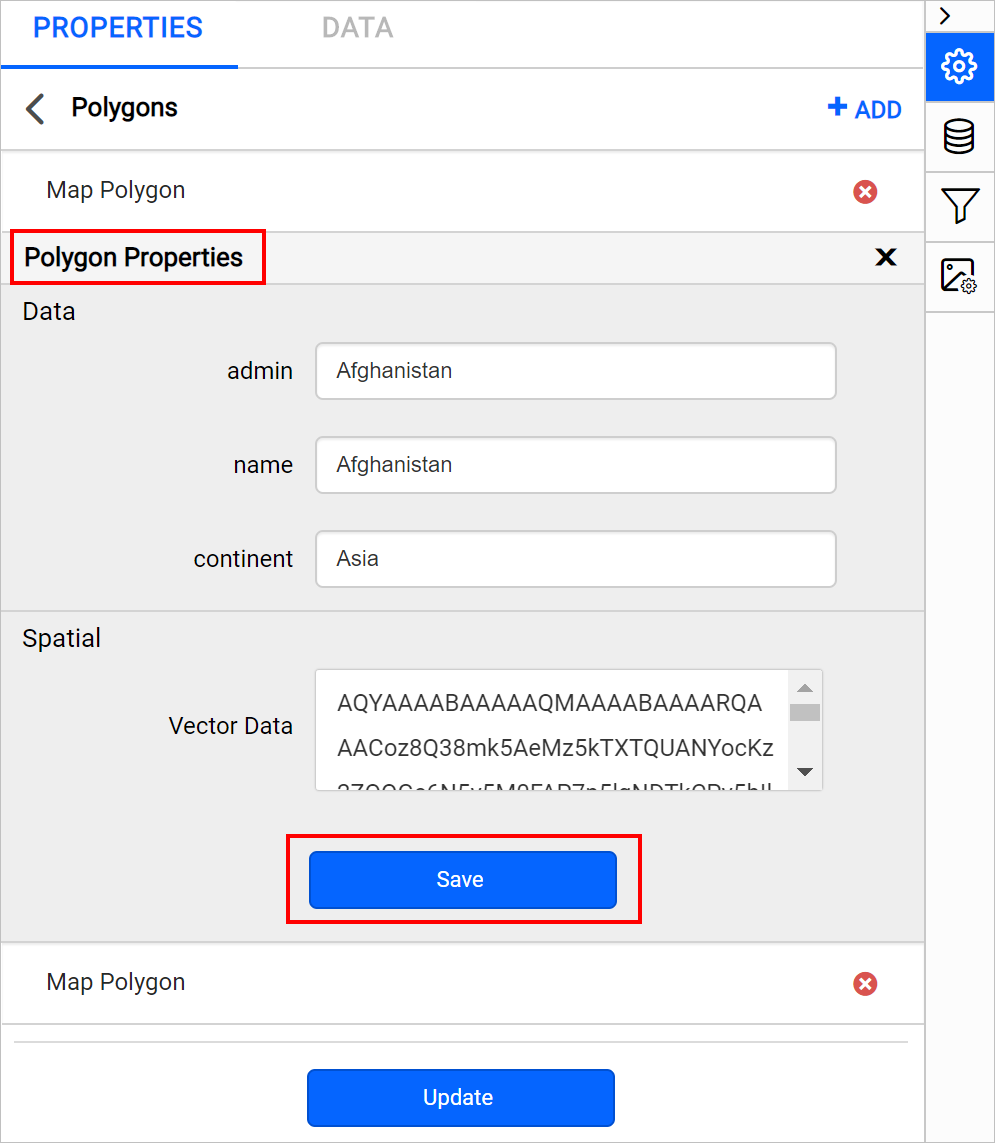 PROPERTIES DATA
Polygons + ADD
Map Polygon
Polygon Properties
Data
admin Afghanistan
name Afghanistan
continent Asia
Spatial
Vector Data
AQYAAAABAAAAAQMAAAABAAAARQA
AACoz8Q38mk5AeMz5kTXTQUANYocKz
Save
Map Polygon
Update